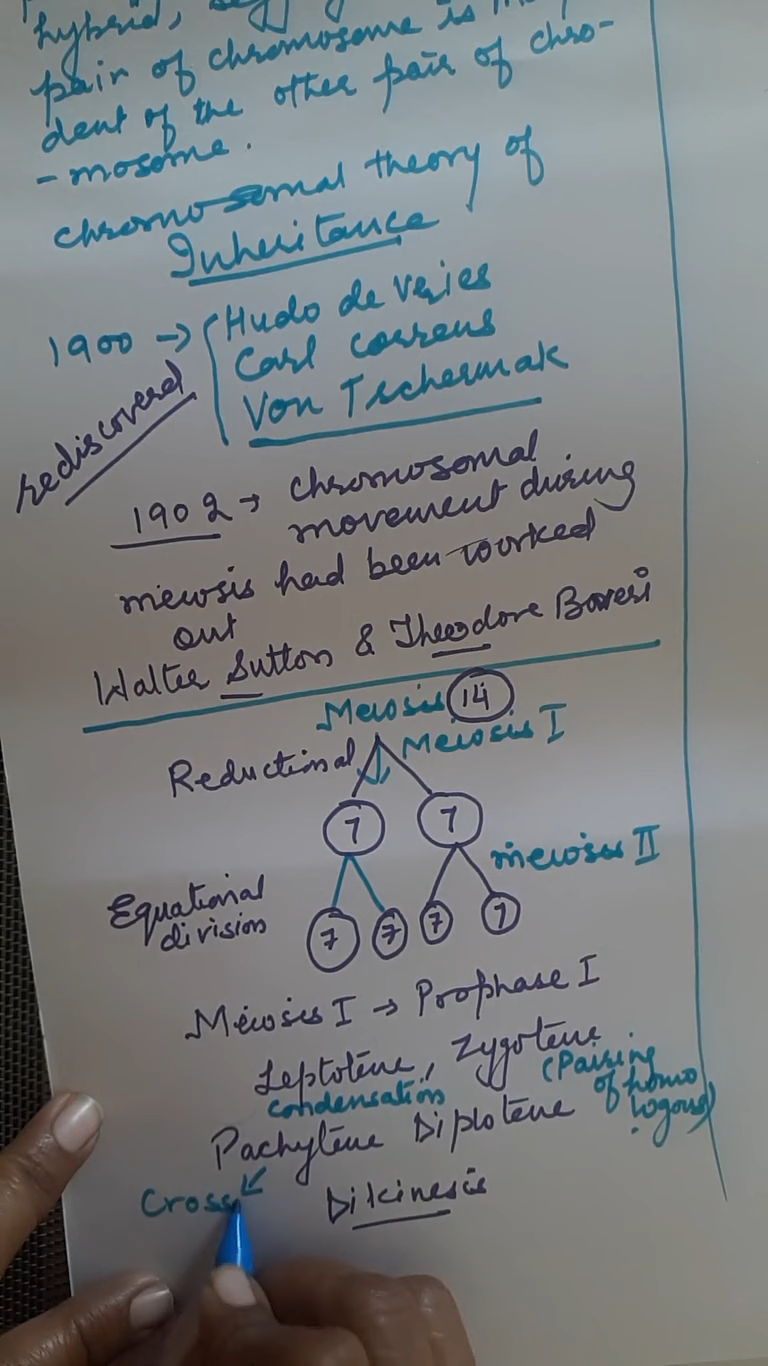 hybrid,
pair of chromosome is
dent of the other pair of chro-
-mosome.
chromosomal theory of
Inheritance
1900 → Hudo de Veries
Carl Correns
Von Tschermak
rediscovered
1902 → chromosomal
movement during
meiosis had been worked
out
Walter Sutton & Theodore Boveri
Meiosis 14
Reductional Meiosis I
7 7
meiosis II
Equational
division
7 7 7 7
Meiosis I → Prophase I
Leptotene, Zygotene
condensation (Pairing
of homo
logous)
Pachytene Diplotene
Cross
Dikinesis